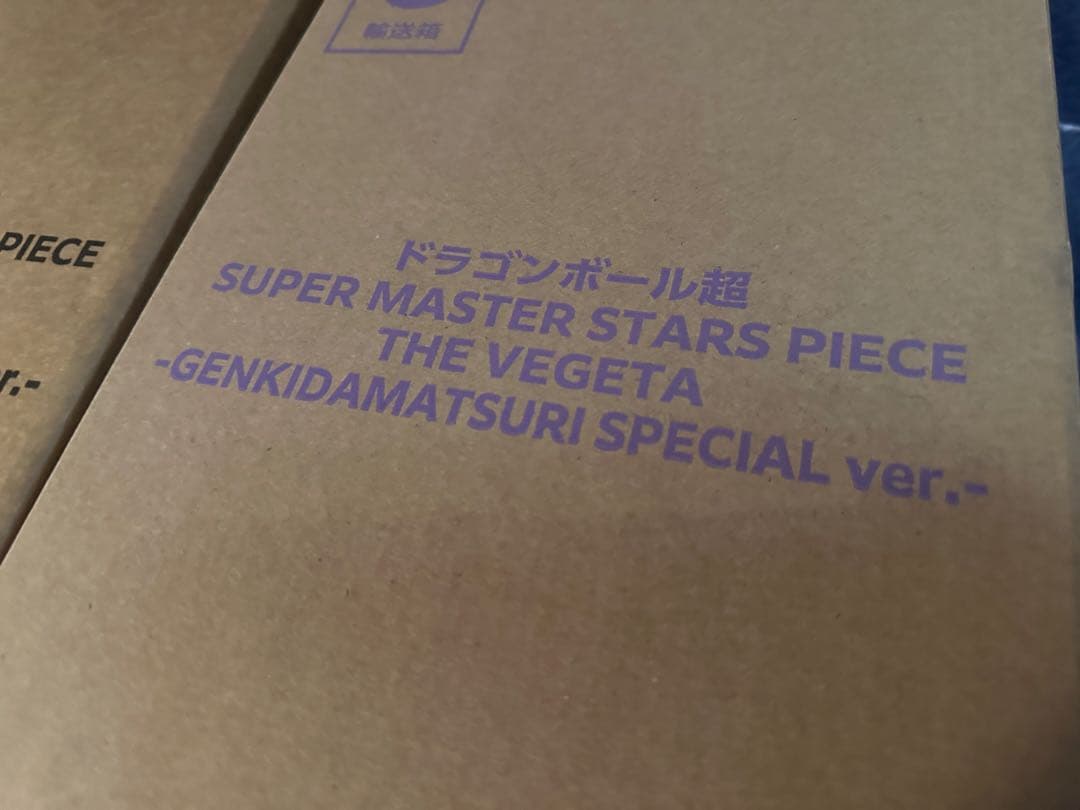 輸送箱
ドラゴンボール超
SUPER MASTER STARS PIECE
THE VEGETA
-GENKIDAMATSURI SPECIAL ver.-
PIECE
r.-